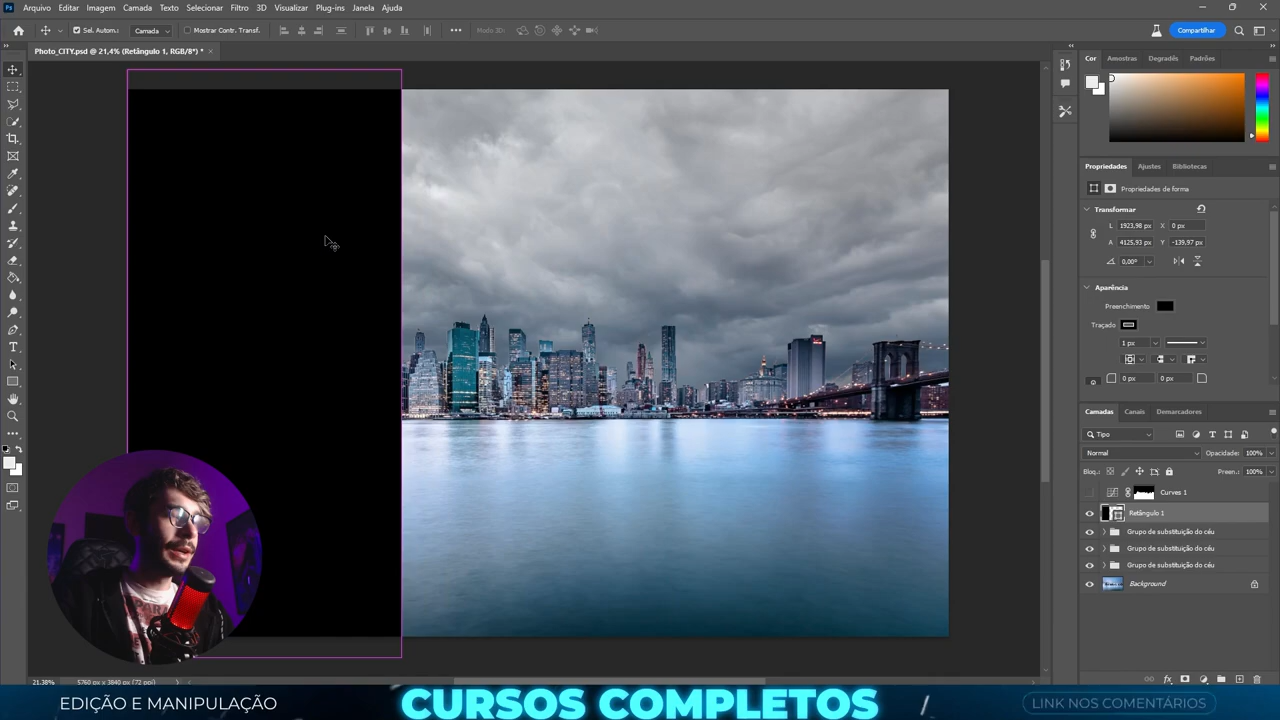 Arquivo Editar Imagem Camada Texto Selecionar Filtro 3D Visualizar Plug-ins Janela Ajuda
Sel. Autom.: Camada Mostrar Contr. Transf. Modo 3D: Compartilhar
Photo_CITY.psd @ 21,4% (Retângulo 1, RGB/8*) * ×
Cor Amostras Degradês Padrões
Propriedades Ajustes Bibliotecas
Propriedades de forma
Transformar
L 1923,98 px X 0 px
A 4125,93 px Y -139,97 px
0,00°
Aparência
Preenchimento
Traçado
1 px
0 px 0 px
Camadas Canais Demarcadores
Tipo
Normal Opacidade: 100%
Bloq.: Preen.: 100%
Curves 1
Retângulo 1
Grupo de substituição do céu
Grupo de substituição do céu
Grupo de substituição do céu
Background
21.38% 5760 px x 3840 px (72 ppi)
EDIÇÃO E MANIPULAÇÃO CURSOS COMPLETOS / LINK NOS COMENTÁRIOS